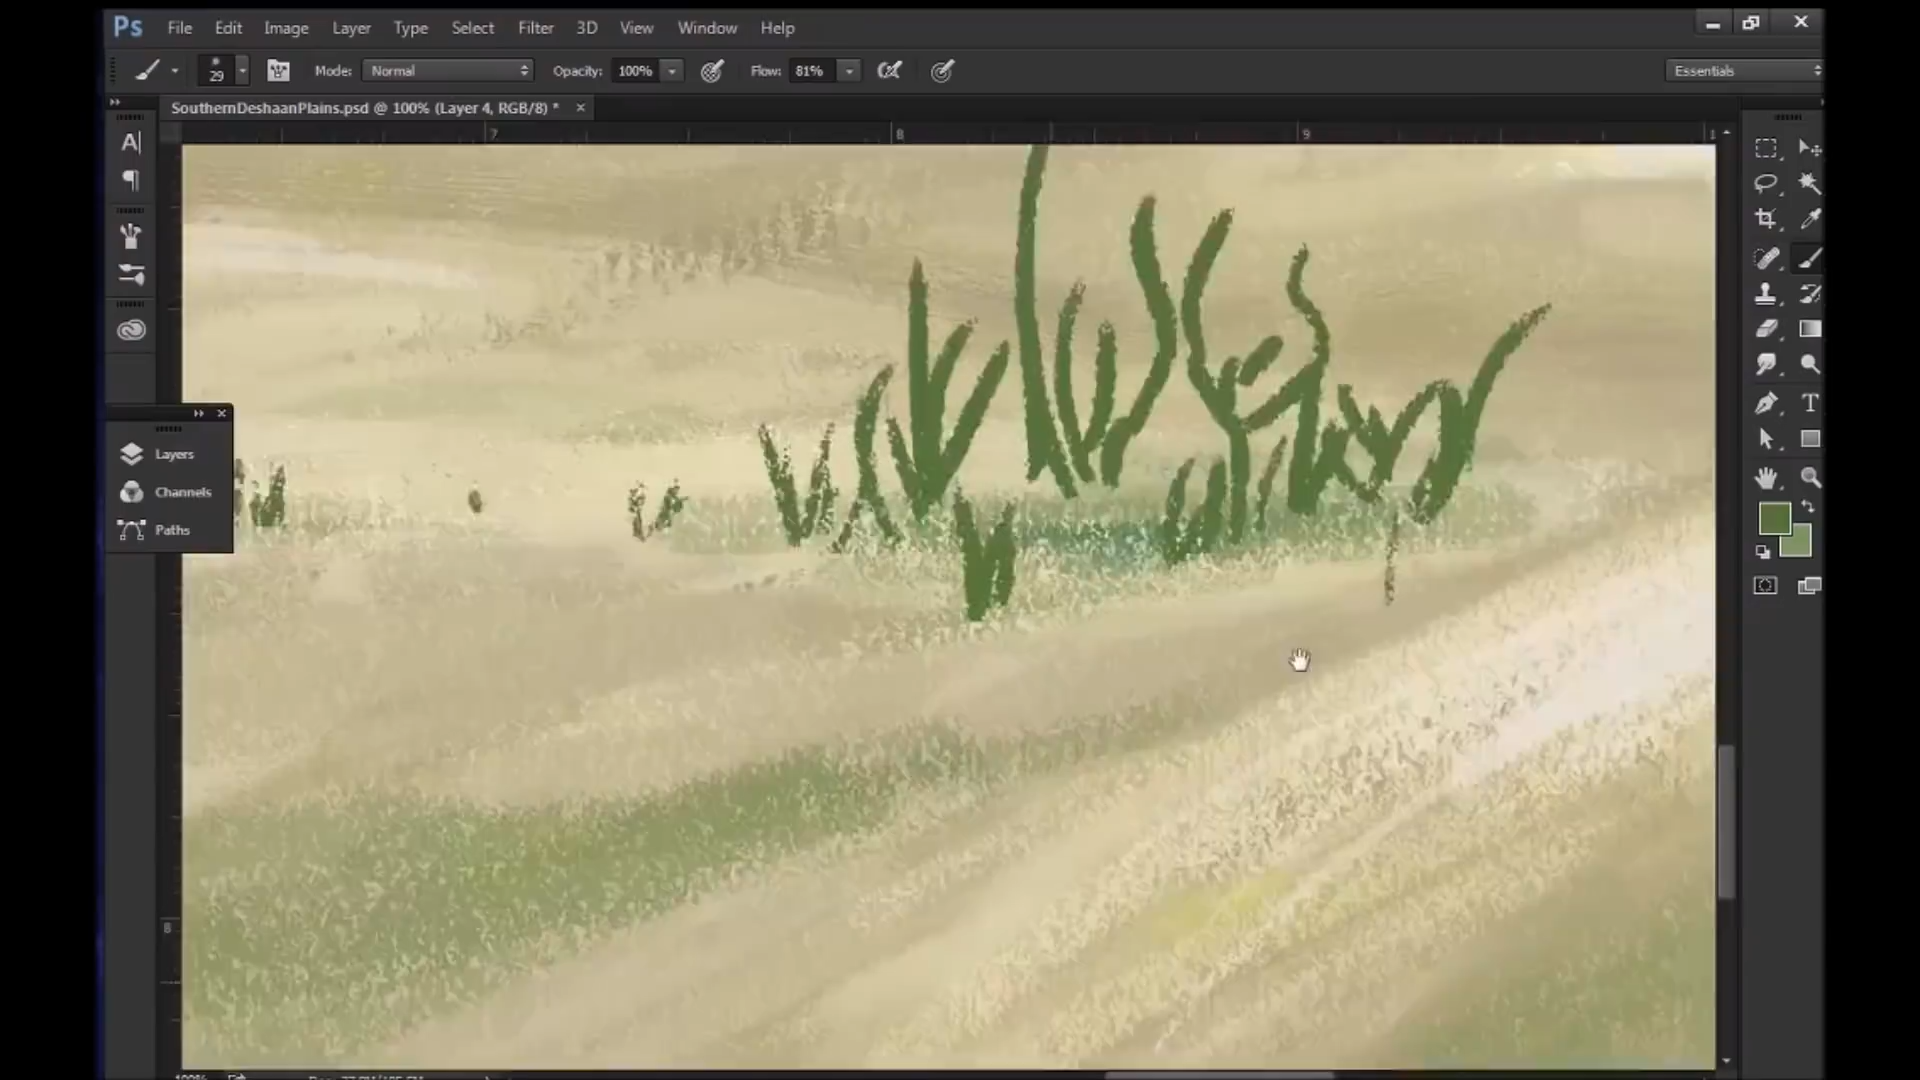 Ps File Edit Image Layer Type Select Filter 3D View Window Help
29 Mode: Normal Opacity: 100% Flow: 81% Essentials
SouthernDeshaanPlains.psd @ 100% (Layer 4, RGB/8) *
7 8 9 1
Layers
Channels
Paths
8